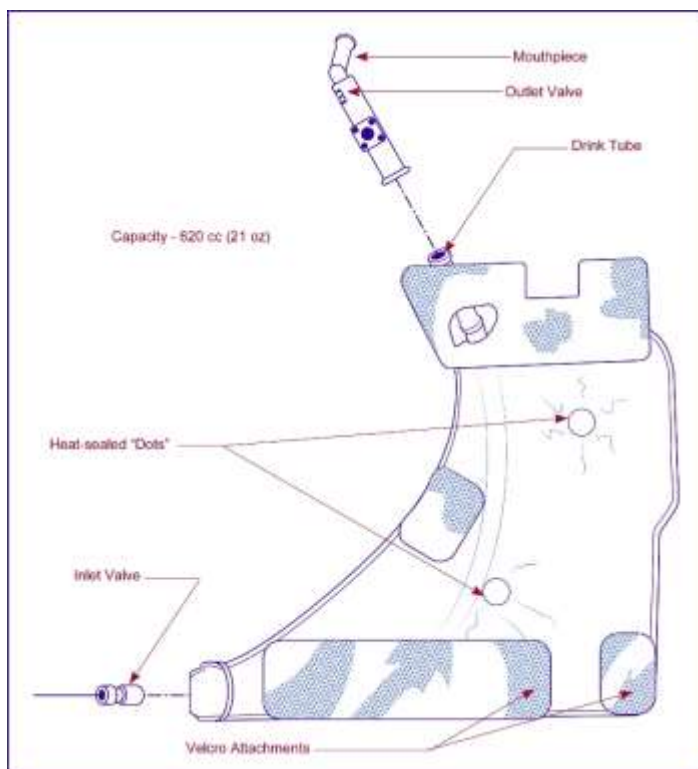 Mouthpiece
Outlet Valve
Drink Tube
Capacity - 620 cc (21 oz)
Heat-sealed "Dots"
Inlet Valve
Velcro Attachments